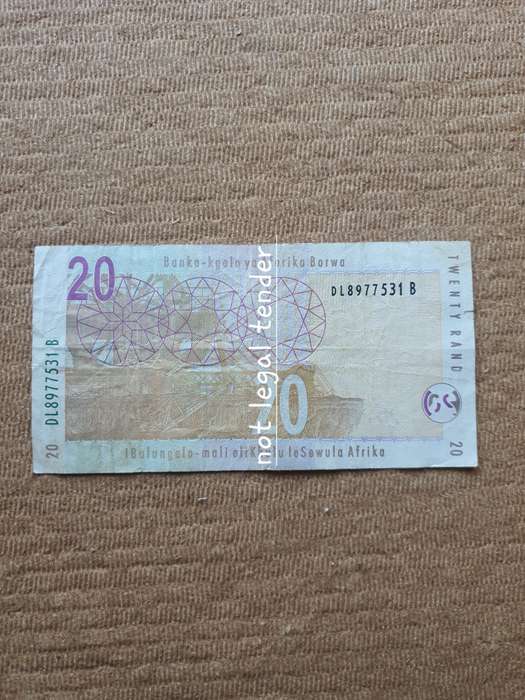 20
Banka-kgolo ya Aforika Borwa
DL8977531 B
TWENTY RAND
20
DL8977531 B
20
20
not legal tender
IBulungelo-mali eliKhulu leSewula Afrika